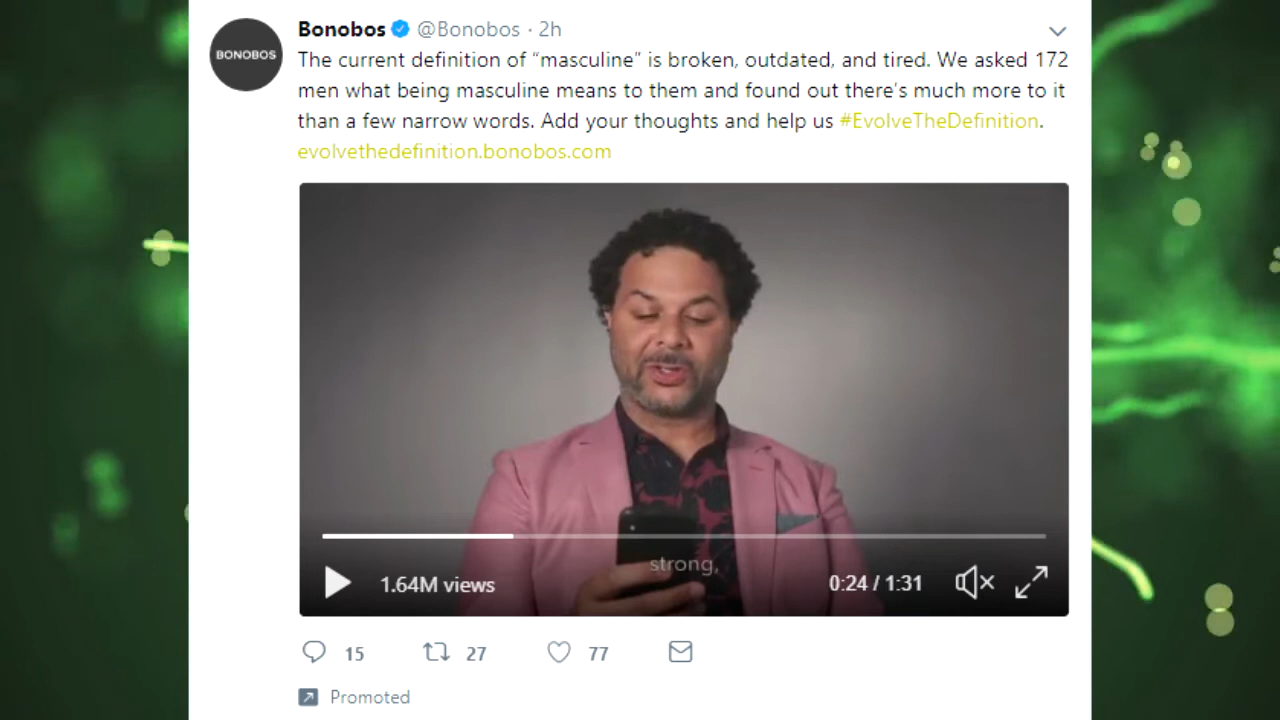 BONOBOS
Bonobos @Bonobos · 2h
The current definition of “masculine” is broken, outdated, and tired. We asked 172
men what being masculine means to them and found out there's much more to it
than a few narrow words. Add your thoughts and help us #EvolveTheDefinition.
evolvethedefinition.bonobos.com
strong,
1.64M views
0:24 / 1:31
15
27
77
Promoted